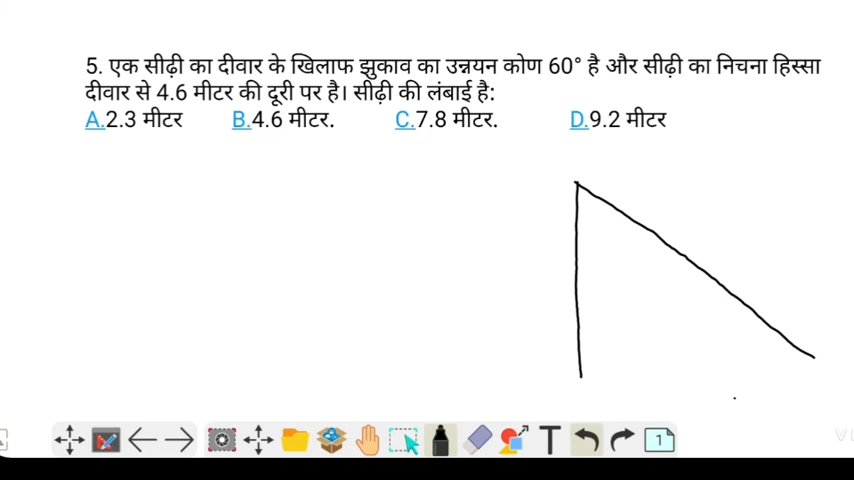 5. एक सीढ़ी का दीवार के खिलाफ झुकाव का उन्नयन कोण 60° है और सीढ़ी का निचना हिस्सा
दीवार से 4.6 मीटर की दूरी पर है। सीढ़ी की लंबाई है:
A.2.3 मीटर B.4.6 मीटर. C.7.8 मीटर. D.9.2 मीटर
T 1